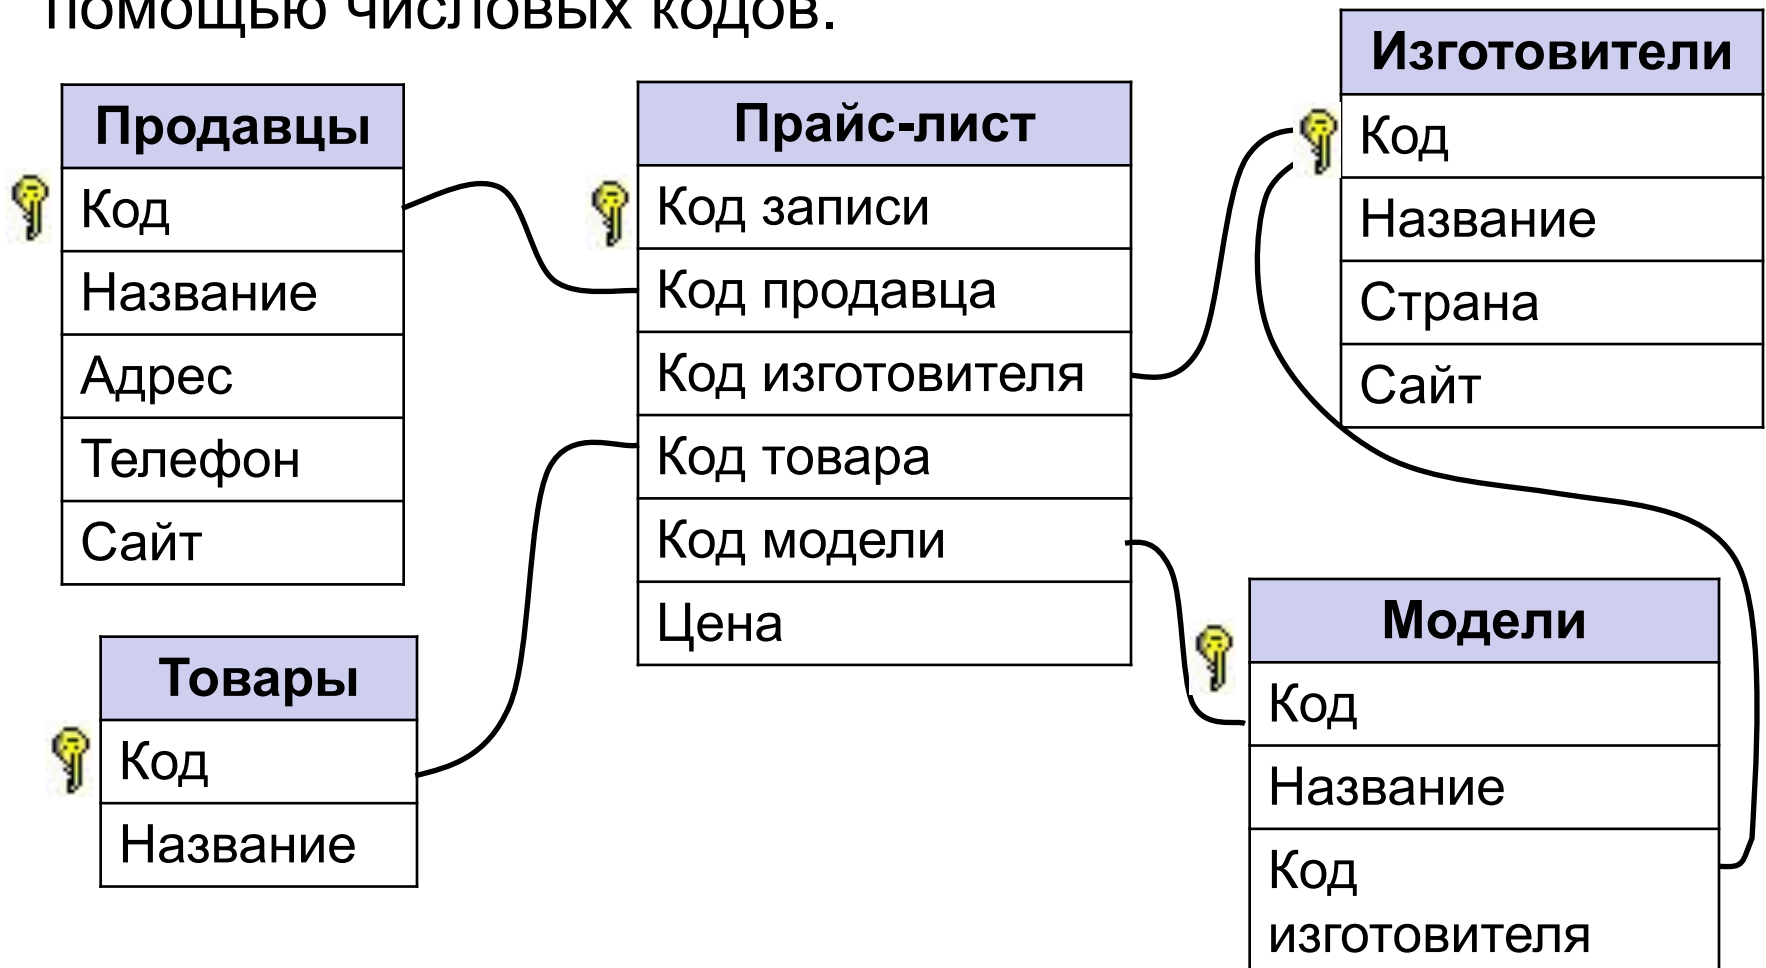 помощью числовых кодов.
Продавцы
Код
Название
Адрес
Телефон
Сайт
Товары
Код
Название
Прайс-лист
Код записи
Код продавца
Код изготовителя
Код товара
Код модели
Цена
Изготовители
Код
Название
Страна
Сайт
Модели
Код
Название
Код
изготовителя